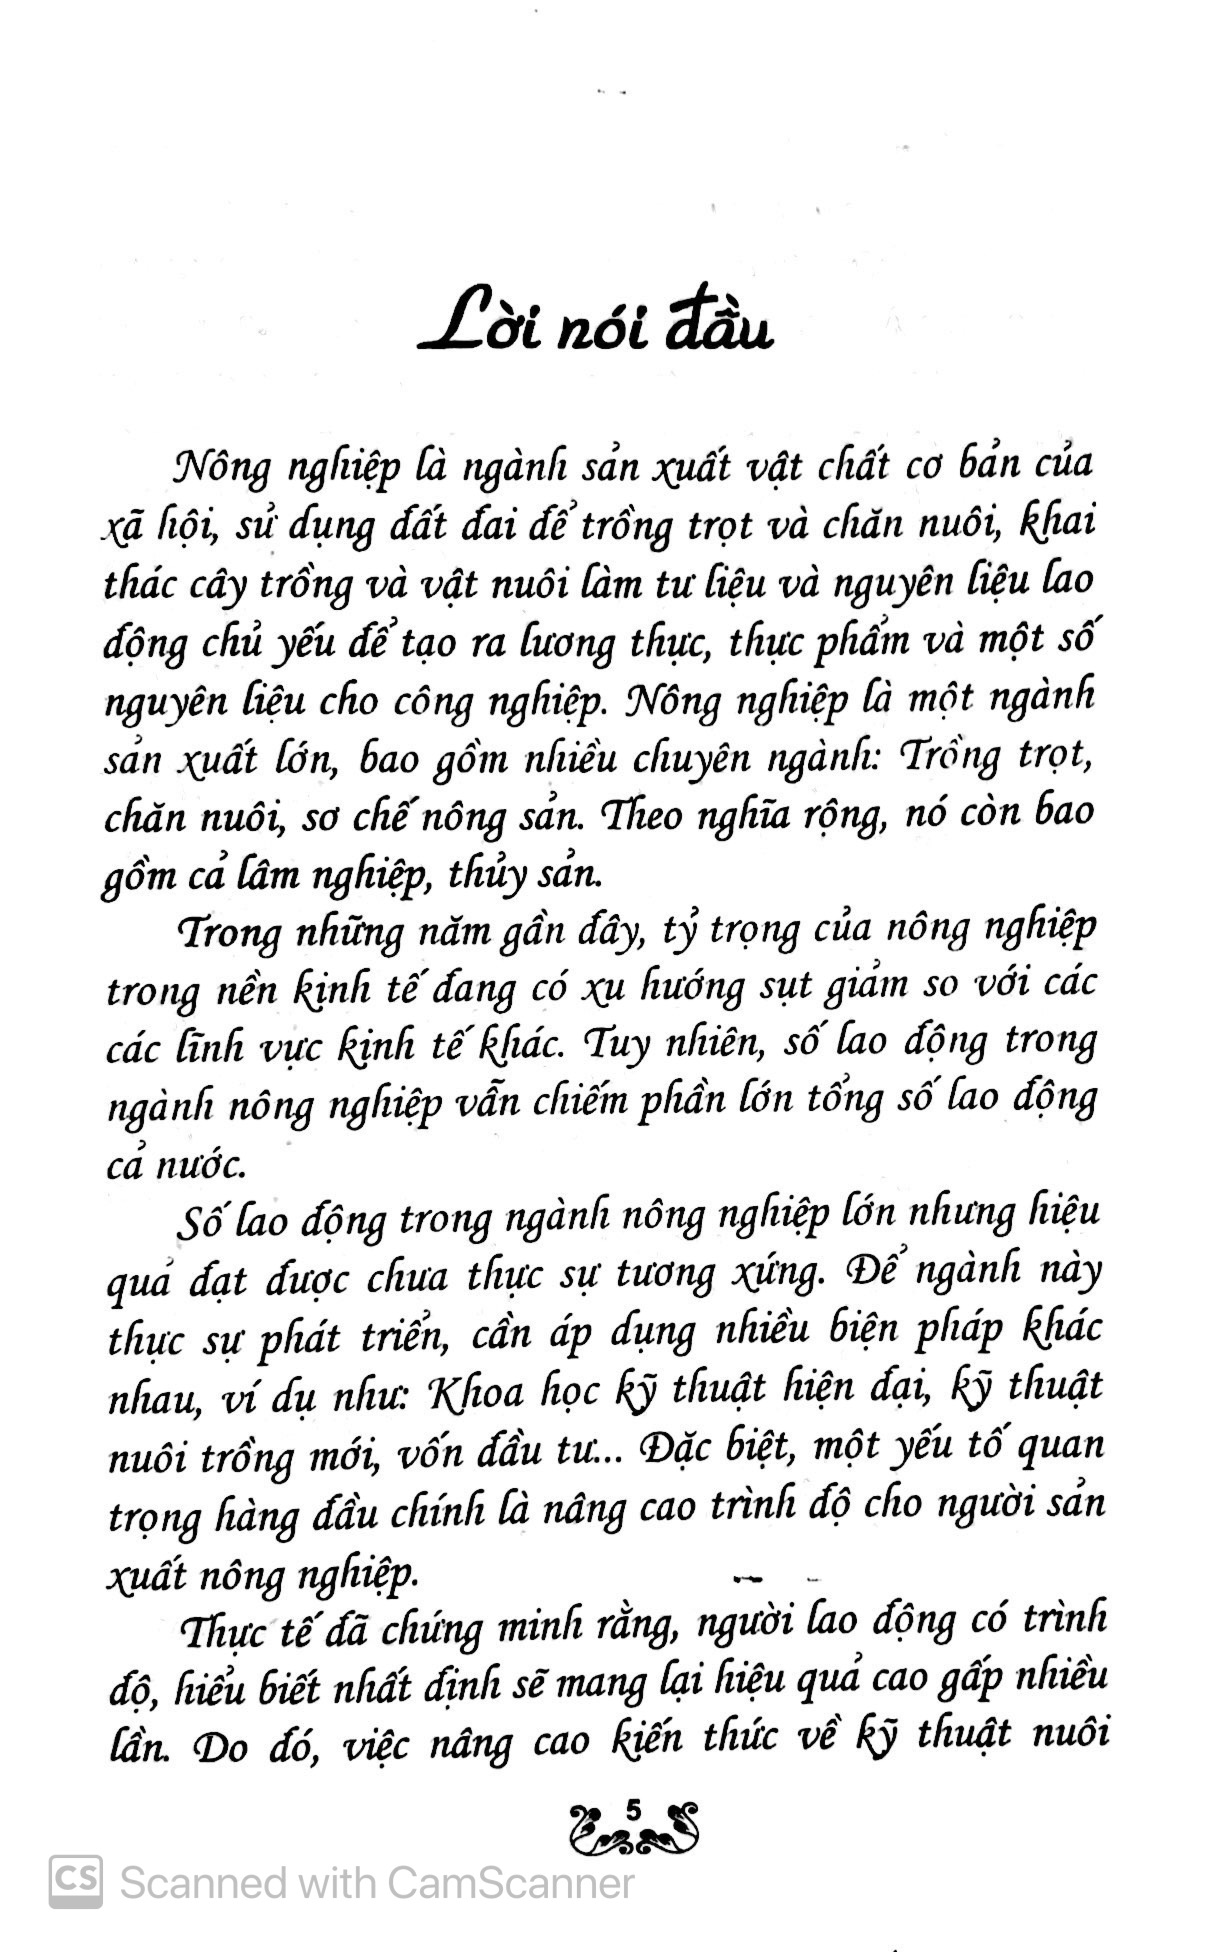 Lời nói đầu
Nông nghiệp là ngành sản xuất vật chất cơ bản của
xã hội, sử dụng đất đai để trồng trọt và chăn nuôi, khai
thác cây trồng và vật nuôi làm tư liệu và nguyên liệu lao
động chủ yếu để tạo ra lương thực, thực phẩm và một số
nguyên liệu cho công nghiệp. Nông nghiệp là một ngành
sản xuất lớn, bao gồm nhiều chuyên ngành: Trồng trọt,
chăn nuôi, sơ chế nông sản. Theo nghĩa rộng, nó còn bao
gồm cả lâm nghiệp, thủy sản.
Trong những năm gần đây, tỷ trọng của nông nghiệp
trong nền kinh tế đang có xu hướng sụt giảm so với các
các lĩnh vực kinh tế khác. Tuy nhiên, số lao động trong
ngành nông nghiệp vẫn chiếm phần lớn tổng số lao động
cả nước.
Số lao động trong ngành nông nghiệp lớn nhưng hiệu
quả đạt được chưa thực sự tương xứng. Để ngành này
thực sự phát triển, cần áp dụng nhiều biện pháp khác
nhau, ví dụ như: Khoa học kỹ thuật hiện đại, kỹ thuật
nuôi trồng mới, vốn đầu tư... Đặc biệt, một yếu tố quan
trọng hàng đầu chính là nâng cao trình độ cho người sản
xuất nông nghiệp.
Thực tế đã chứng minh rằng, người lao động có trình
độ, hiểu biết nhất định sẽ mang lại hiệu quả cao gấp nhiều
lần. Do đó, việc nâng cao kiến thức về kỹ thuật nuôi
5
CS Scanned with CamScanner